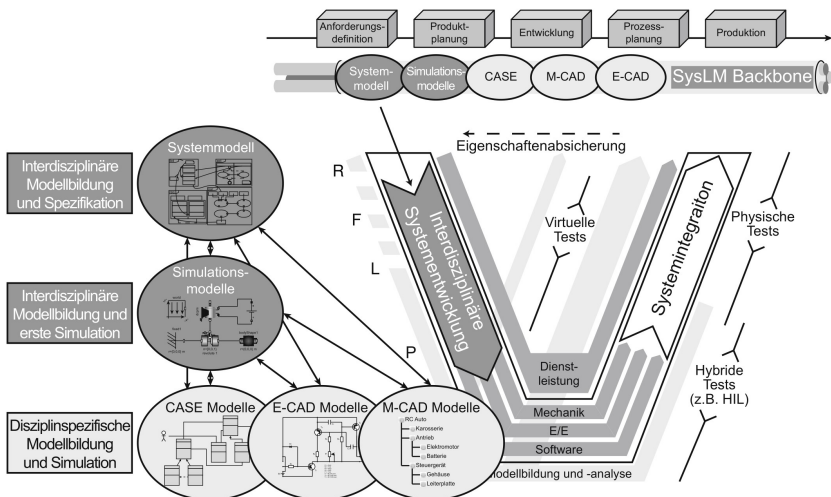 Anforderungs-
definition
Produkt-
planung
Entwicklung
Prozess-
planung
Produktion
System-
modell
Simulations-
modelle
CASE
M-CAD
E-CAD
SysLM Backbone
Interdisziplinäre
Modellbildung
und Spezifikation
Systemmodell
Interdisziplinäre
Modellbildung und
erste Simulation
Simulations-
modelle
Disziplinspezifische
Modellbildung
und Simulation
CASE Modelle
E-CAD Modelle
M-CAD Modelle
RC Auto
Karosserie
Antrieb
Elektromotor
Batterie
Steuergerät
Gehäuse
Leiterplatte
R
F
L
P
Interdisziplinäre
Systementwicklung
Eigenschaftenabsicherung
Virtuelle
Tests
Systemintegraiton
Physische
Tests
Hybride
Tests
(z.B. HIL)
Dienst-
leistung
Mechanik
E/E
Software
odellbildung und -analyse